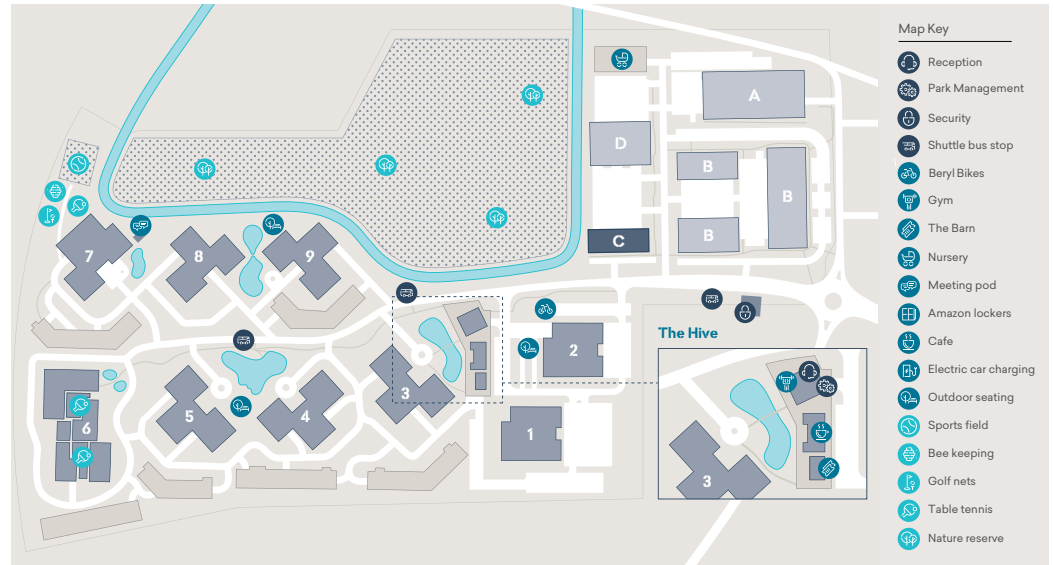 A
D
B
B
B
C
7
8
9
The Hive
2
3
5
4
6
1
3
Map Key
Reception
Park Management
Security
Shuttle bus stop
Beryl Bikes
Gym
The Barn
Nursery
Meeting pod
Amazon lockers
Cafe
Electric car charging
Outdoor seating
Sports field
Bee keeping
Golf nets
Table tennis
Nature reserve